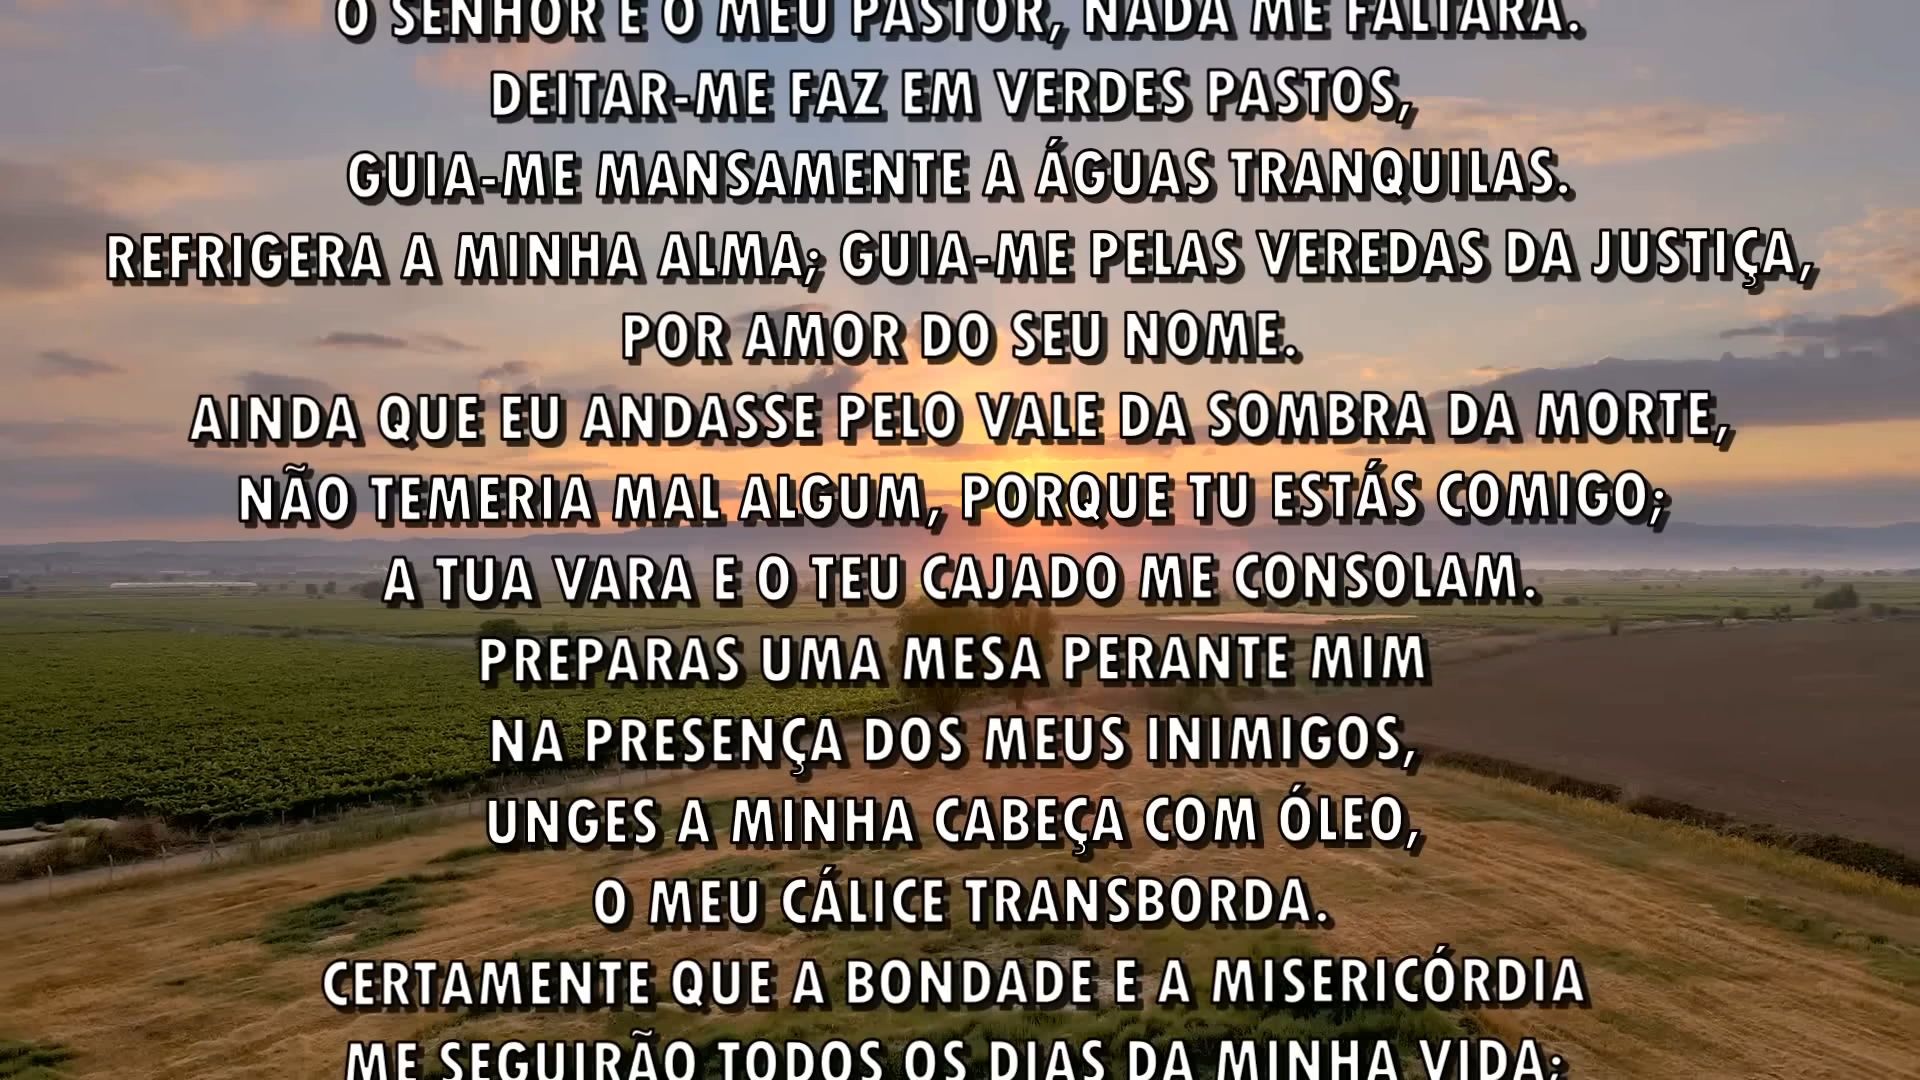 O SENHOR É O MEU PASTOR, NADA ME FALTARÁ.
DEITAR-ME FAZ EM VERDES PASTOS,
GUIA-ME MANSAMENTE A ÁGUAS TRANQUILAS.
REFRIGERA A MINHA ALMA; GUIA-ME PELAS VEREDAS DA JUSTIÇA,
POR AMOR DO SEU NOME.
AINDA QUE EU ANDASSE PELO VALE DA SOMBRA DA MORTE,
NÃO TEMERIA MAL ALGUM, PORQUE TU ESTÁS COMIGO;
A TUA VARA E O TEU CAJADO ME CONSOLAM.
PREPARAS UMA MESA PERANTE MIM
NA PRESENÇA DOS MEUS INIMIGOS,
UNGES A MINHA CABEÇA COM ÓLEO,
O MEU CÁLICE TRANSBORDA.
CERTAMENTE QUE A BONDADE E A MISERICÓRDIA
ME SEGUIRÃO TODOS OS DIAS DA MINHA VIDA;